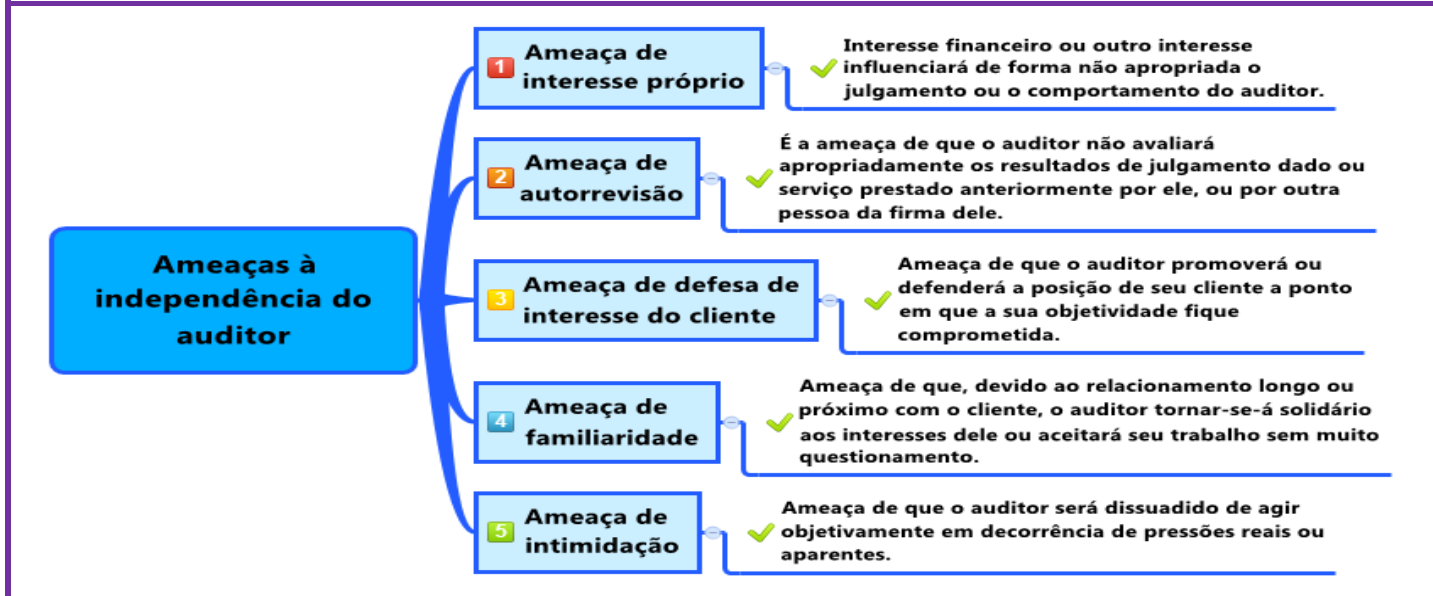 Ameaças à
independência do
auditor
1
Ameaça de
interesse próprio
Interesse financeiro ou outro interesse
influenciará de forma não apropriada o
julgamento ou o comportamento do auditor.
2
Ameaça de
autorrevisão
É a ameaça de que o auditor não avaliará
apropriadamente os resultados de julgamento dado ou
serviço prestado anteriormente por ele, ou por outra
pessoa da firma dele.
3
Ameaça de defesa de
interesse do cliente
Ameaça de que o auditor promoverá ou
defenderá a posição de seu cliente a ponto
em que a sua objetividade fique
comprometida.
4
Ameaça de
familiaridade
Ameaça de que, devido ao relacionamento longo ou
próximo com o cliente, o auditor tornar-se-á solidário
aos interesses dele ou aceitará seu trabalho sem muito
questionamento.
5
Ameaça de
intimidação
Ameaça de que o auditor será dissuadido de agir
objetivamente em decorrência de pressões reais ou
aparentes.